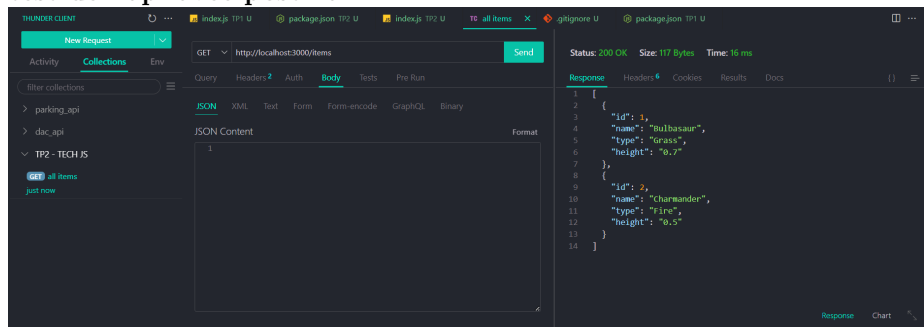 THUNDER CLIENT
New Request
Activity Collections Env
filter collections
parking_api
dac_api
TP2 - TECH JS
GET all items
just now
index.js TP1 U
package.json TP2 U
index.js TP2 U
TC all items
.gitignore U
package.json TP1 U
GET http://localhost:3000/items Send
Query Headers 2 Auth Body Tests Pre Run
JSON XML Text Form Form-encode GraphQL Binary
JSON Content Format
1
Status: 200 OK Size: 117 Bytes Time: 16 ms
Response Headers 6 Cookies Results Docs { }
1 [
2 {
3 "id": 1,
4 "name": "Bulbasaur",
5 "type": "Grass",
6 "height": "0.7"
7 },
8 {
9 "id": 2,
10 "name": "Charmander",
11 "type": "Fire",
12 "height": "0.5"
13 }
14 ]
Response Chart